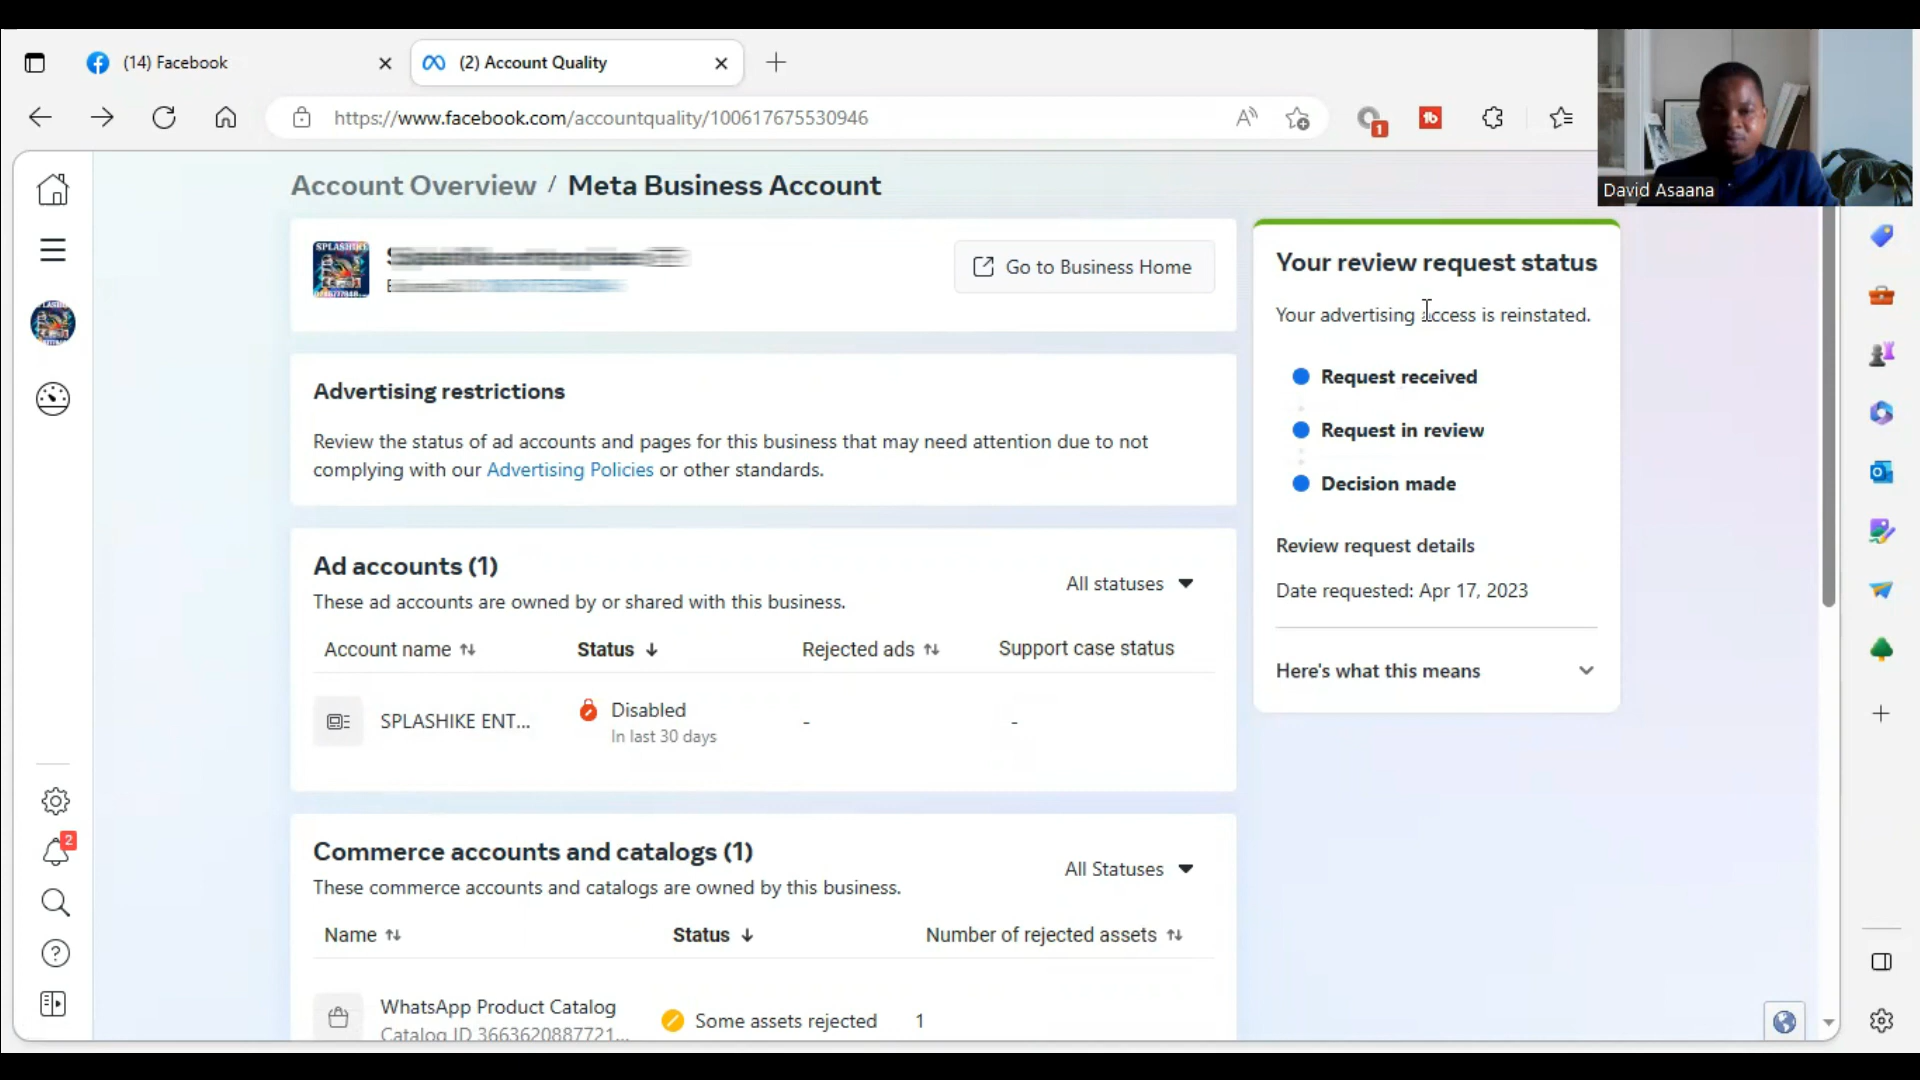 (14) Facebook
(2) Account Quality
https://www.facebook.com/accountquality/100617675530946
1
David Asaana
Account Overview / Meta Business Account
SPLASHIKE
Go to Business Home
Your review request status
Your advertising access is reinstated.
Request received
Request in review
Decision made
Review request details
Date requested: Apr 17, 2023
Here's what this means
Advertising restrictions
Review the status of ad accounts and pages for this business that may need attention due to not
complying with our Advertising Policies or other standards.
Ad accounts (1)
All statuses
These ad accounts are owned by or shared with this business.
Account name Status Rejected ads Support case status
SPLASHIKE ENT... Disabled - -
In last 30 days
Commerce accounts and catalogs (1)
All Statuses
These commerce accounts and catalogs are owned by this business.
Name Status Number of rejected assets
WhatsApp Product Catalog Some assets rejected 1
Catalog ID 3663620887721...
2